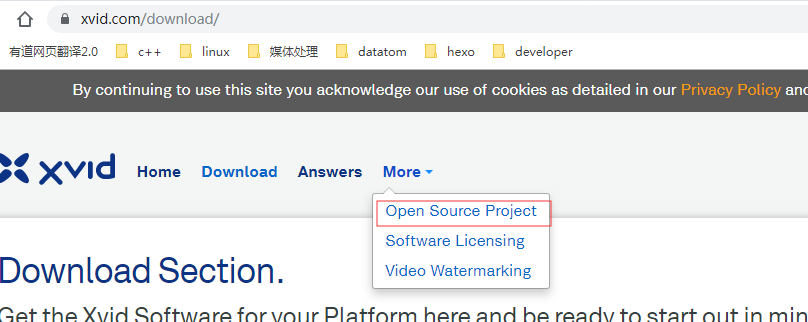 xvid.com/download/
有道网页翻译2.0 c++ linux 媒体处理 datatom hexo developer
By continuing to use this site you acknowledge our use of cookies as detailed in our Privacy Policy and
xvid Home Download Answers More
Open Source Project
Software Licensing
Video Watermarking
Download Section.
Get the Xvid Software for your Platform here and be ready to start out in min